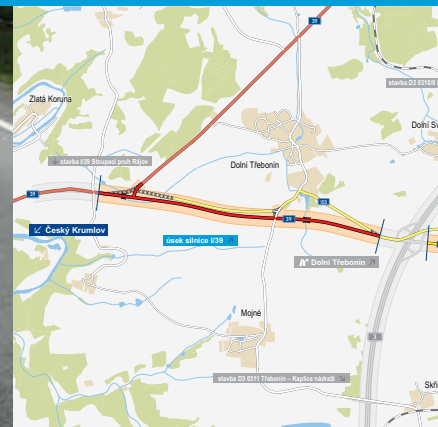 39
stavba D3 0310/II
Zlatá Koruna
Dolní
Dolní Třebonín
stavba I/39 Stoupací pruh Rájov
39
155
39
Český Krumlov
úsek silnice I/39
Dolní Třebonín
Mojné
3
stavba D3 0311 Třebonín – Kaplice nádraží